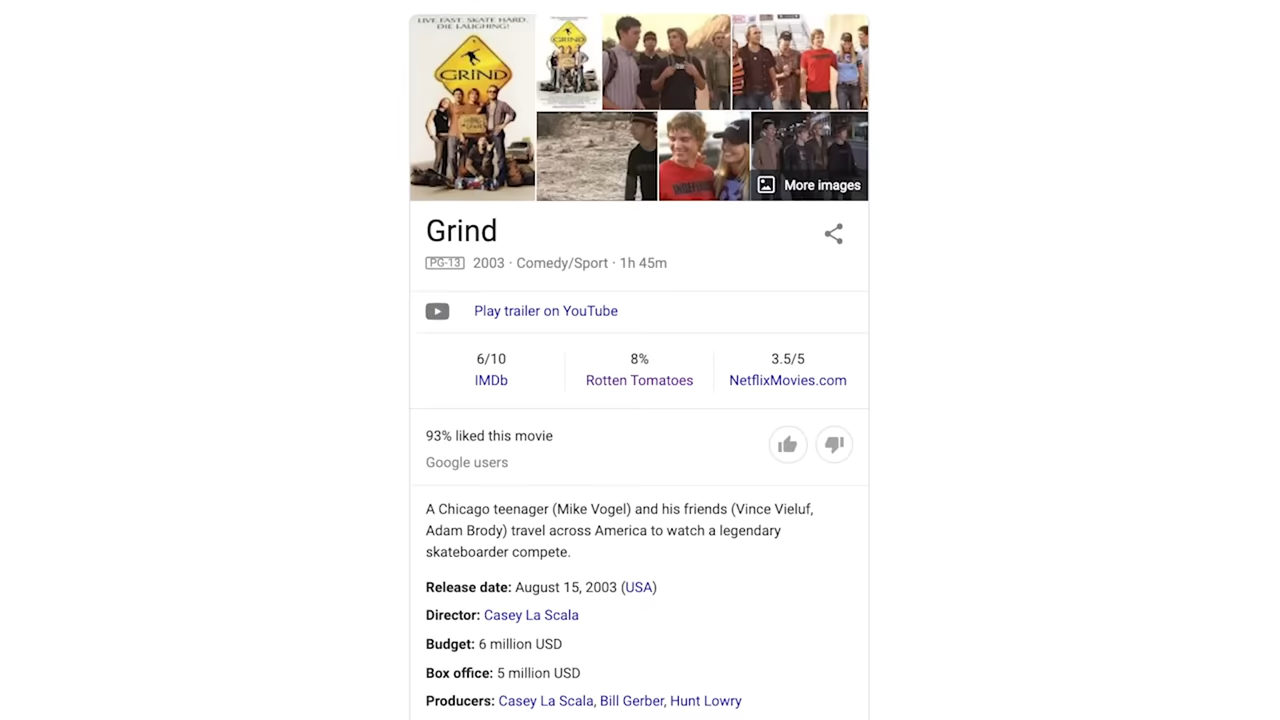 LIVE FAST. SKATE HARD.
DIE LAUGHING!
GRIND
GRIND
INDEPEN
More images
Grind
PG-13 2003 · Comedy/Sport · 1h 45m
Play trailer on YouTube
6/10 8% 3.5/5
IMDb Rotten Tomatoes NetflixMovies.com
93% liked this movie
Google users
A Chicago teenager (Mike Vogel) and his friends (Vince Vieluf,
Adam Brody) travel across America to watch a legendary
skateboarder compete.
Release date: August 15, 2003 (USA)
Director: Casey La Scala
Budget: 6 million USD
Box office: 5 million USD
Producers: Casey La Scala, Bill Gerber, Hunt Lowry